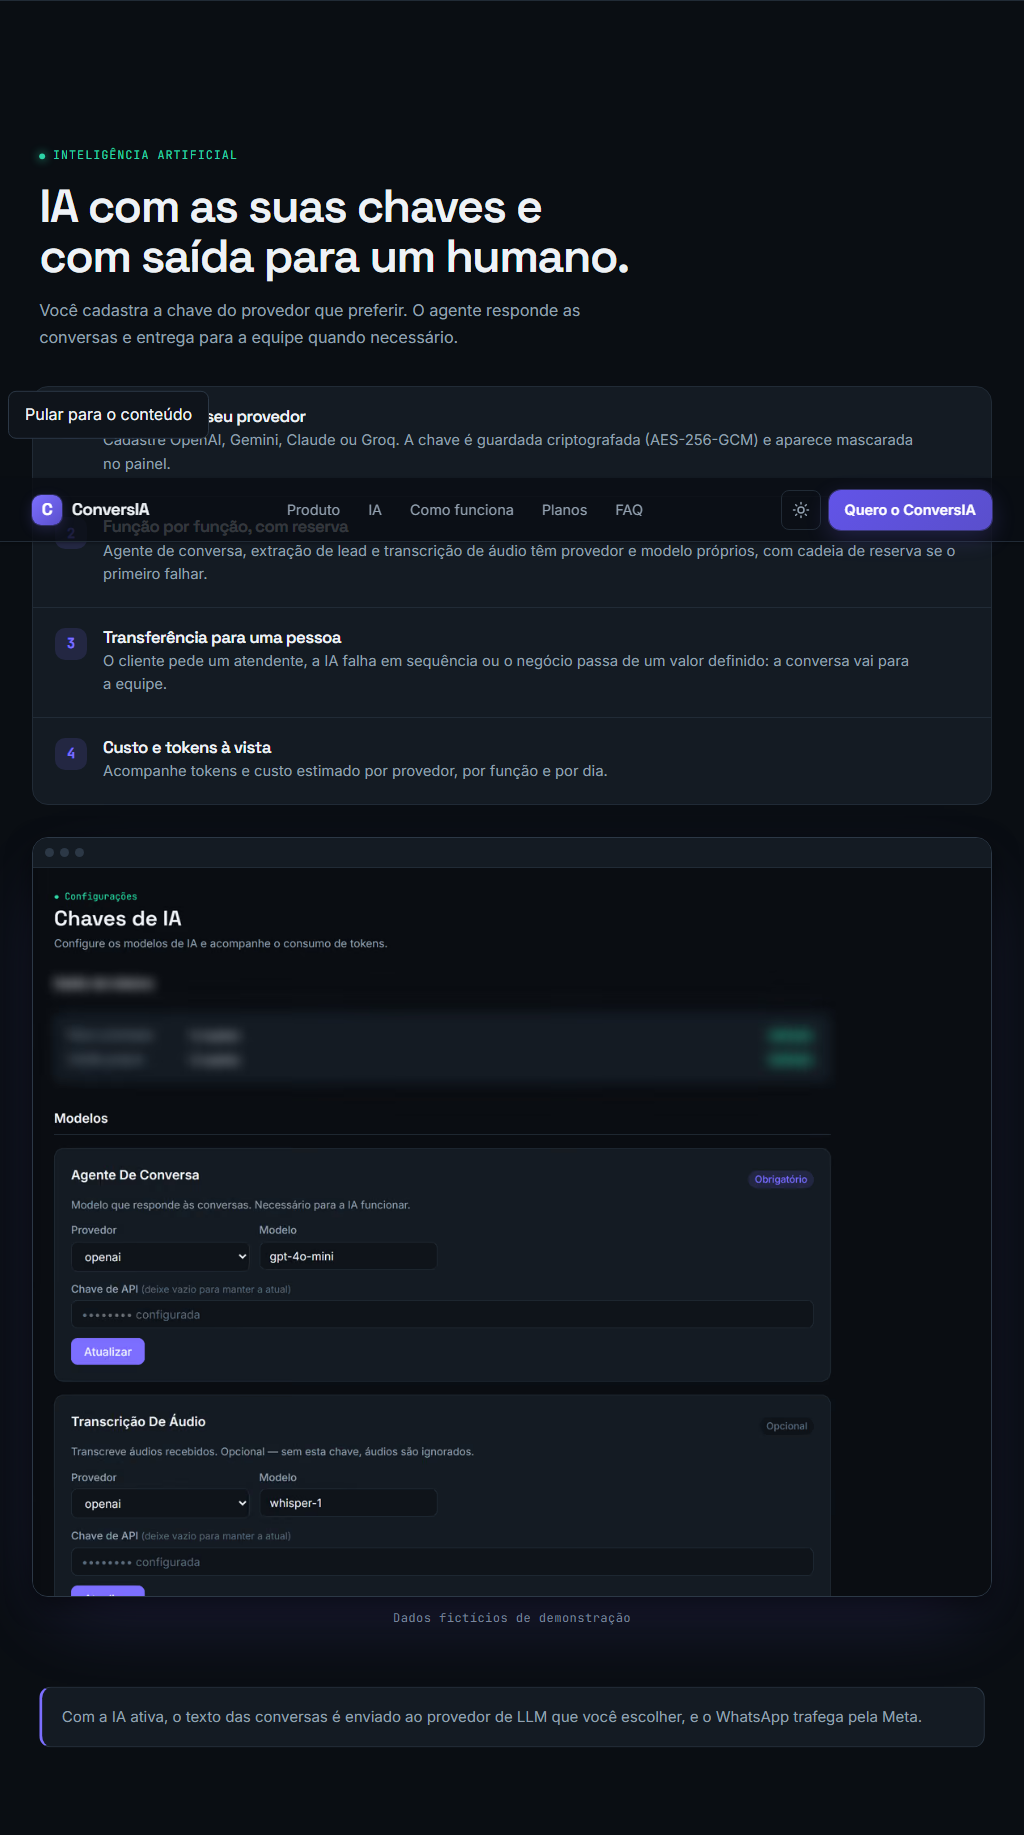 INTELIGÊNCIA ARTIFICIAL
IA com as suas chaves e
com saída para um humano.
Você cadastra a chave do provedor que preferir. O agente responde as
conversas e entrega para a equipe quando necessário.
Pular para o conteúdo
seu provedor
Cadastre OpenAI, Gemini, Claude ou Groq. A chave é guardada criptografada (AES-256-GCM) e aparece mascarada
no painel.
C ConversIA Produto IA Como funciona Planos FAQ Quero o ConversIA
2 Função por função, com reserva
Agente de conversa, extração de lead e transcrição de áudio têm provedor e modelo próprios, com cadeia de reserva se o
primeiro falhar.
3 Transferência para uma pessoa
O cliente pede um atendente, a IA falha em sequência ou o negócio passa de um valor definido: a conversa vai para
a equipe.
4 Custo e tokens à vista
Acompanhe tokens e custo estimado por provedor, por função e por dia.
Configurações
Chaves de IA
Configure os modelos de IA e acompanhe o consumo de tokens.
Modelos
Agente De Conversa
Obrigatório
Modelo que responde às conversas. Necessário para a IA funcionar.
Provedor Modelo
openai gpt-4o-mini
Chave de API (deixe vazio para manter a atual)
•••••••• configurada
Atualizar
Transcrição De Áudio
Opcional
Transcreve áudios recebidos. Opcional — sem esta chave, áudios são ignorados.
Provedor Modelo
openai whisper-1
Chave de API (deixe vazio para manter a atual)
•••••••• configurada
Dados fictícios de demonstração
Com a IA ativa, o texto das conversas é enviado ao provedor de LLM que você escolher, e o WhatsApp trafega pela Meta.